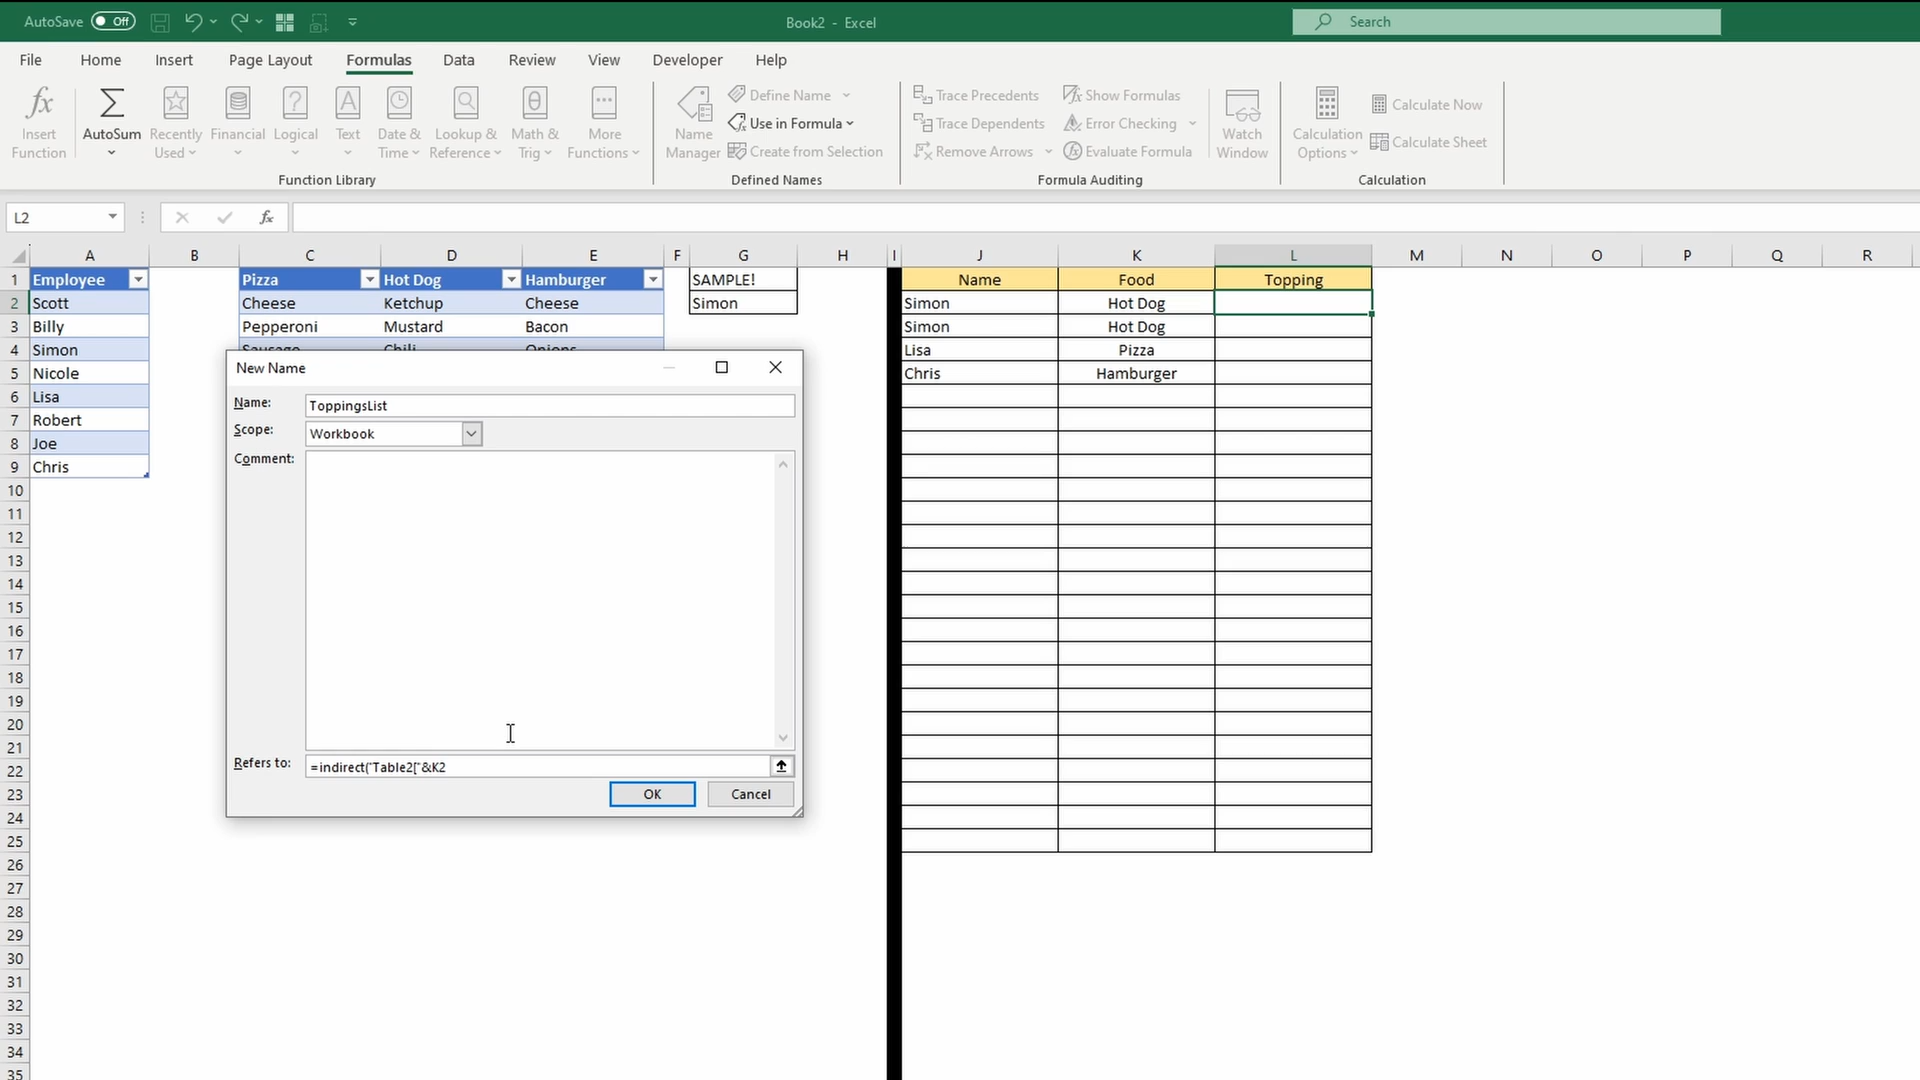 AutoSave Off
Book2 - Excel
Search
File Home Insert Page Layout Formulas Data Review View Developer Help
Insert Function
AutoSum
Recently Used
Financial
Logical
Text
Date & Time
Lookup & Reference
Math & Trig
More Functions
Function Library
Name Manager
Define Name
Use in Formula
Create from Selection
Defined Names
Trace Precedents
Trace Dependents
Remove Arrows
Show Formulas
Error Checking
Evaluate Formula
Formula Auditing
Watch Window
Calculation Options
Calculate Now
Calculate Sheet
Calculation
L2 fx
A B C D E F G H I J K L M N O P Q R
1 Employee Pizza Hot Dog Hamburger SAMPLE! Name Food Topping
2 Scott Cheese Ketchup Cheese Simon Simon Hot Dog
3 Billy Pepperoni Mustard Bacon Simon Hot Dog
4 Simon Sausage Chili Onions Lisa Pizza
5 Nicole Chris Hamburger
6 Lisa
7 Robert
8 Joe
9 Chris
10
11
12
13
14
15
16
17
18
19
20
21
22
23
24
25
26
27
28
29
30
31
32
33
34
35
New Name
Name: ToppingsList
Scope: Workbook
Comment:
Refers to: =indirect("Table2["&K2
OK Cancel